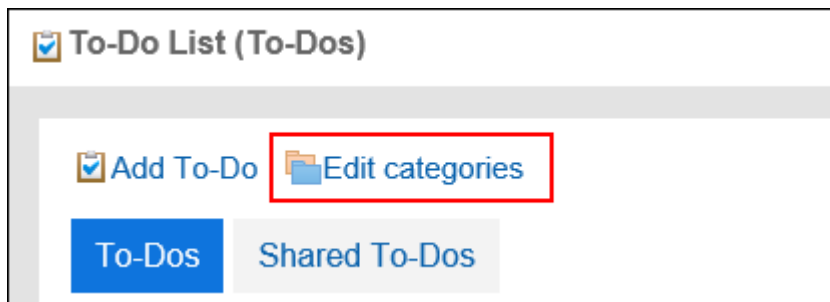 To-Do List (To-Dos)
Add To-Do Edit categories
To-Dos Shared To-Dos